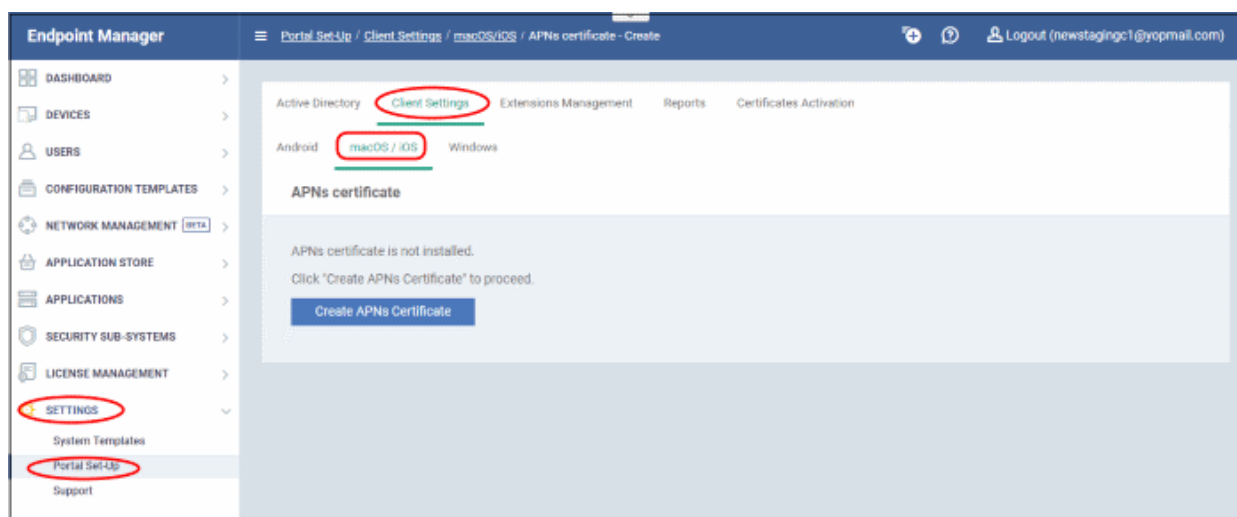 Endpoint Manager
Portal Set-Up / Client Settings / macOS/iOS / APNs certificate - Create
Logout (newstagingc1@yopmail.com)
DASHBOARD
DEVICES
USERS
CONFIGURATION TEMPLATES
NETWORK MANAGEMENT BETA
APPLICATION STORE
APPLICATIONS
SECURITY SUB-SYSTEMS
LICENSE MANAGEMENT
SETTINGS
System Templates
Portal Set-Up
Support
Active Directory Client Settings Extensions Management Reports Certificates Activation
Android macOS / iOS Windows
APNs certificate
APNs certificate is not installed.
Click "Create APNs Certificate" to proceed.
Create APNs Certificate